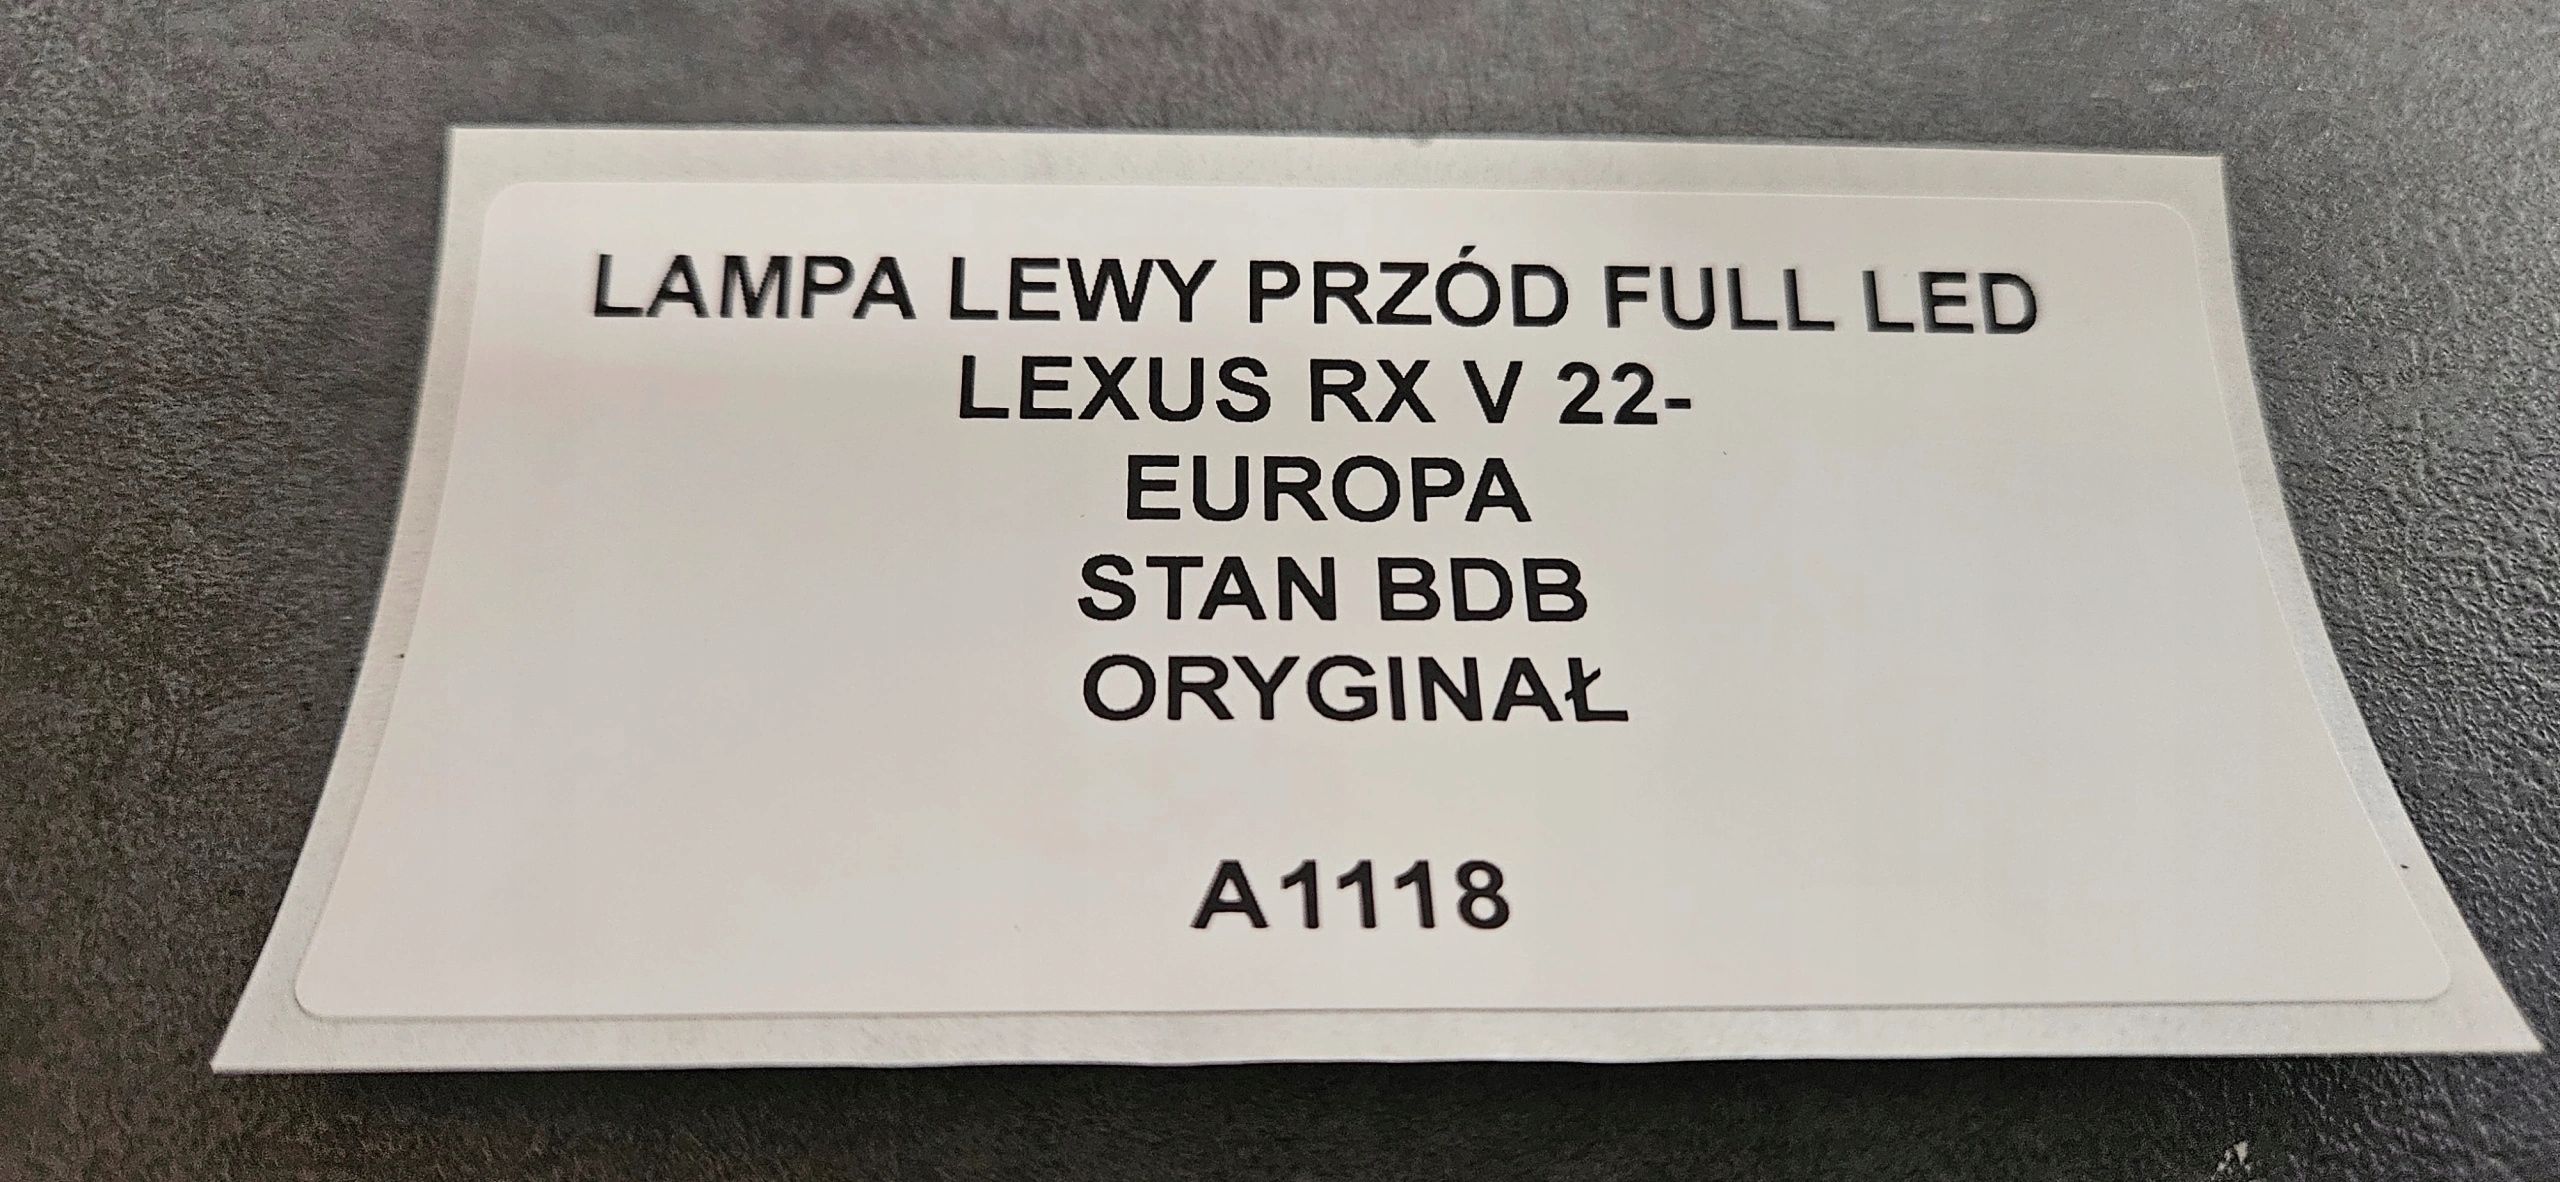 LAMPA LEWY PRZÓD FULL LED
LEXUS RX V 22-
EUROPA
STAN BDB
ORYGINAŁ
A1118